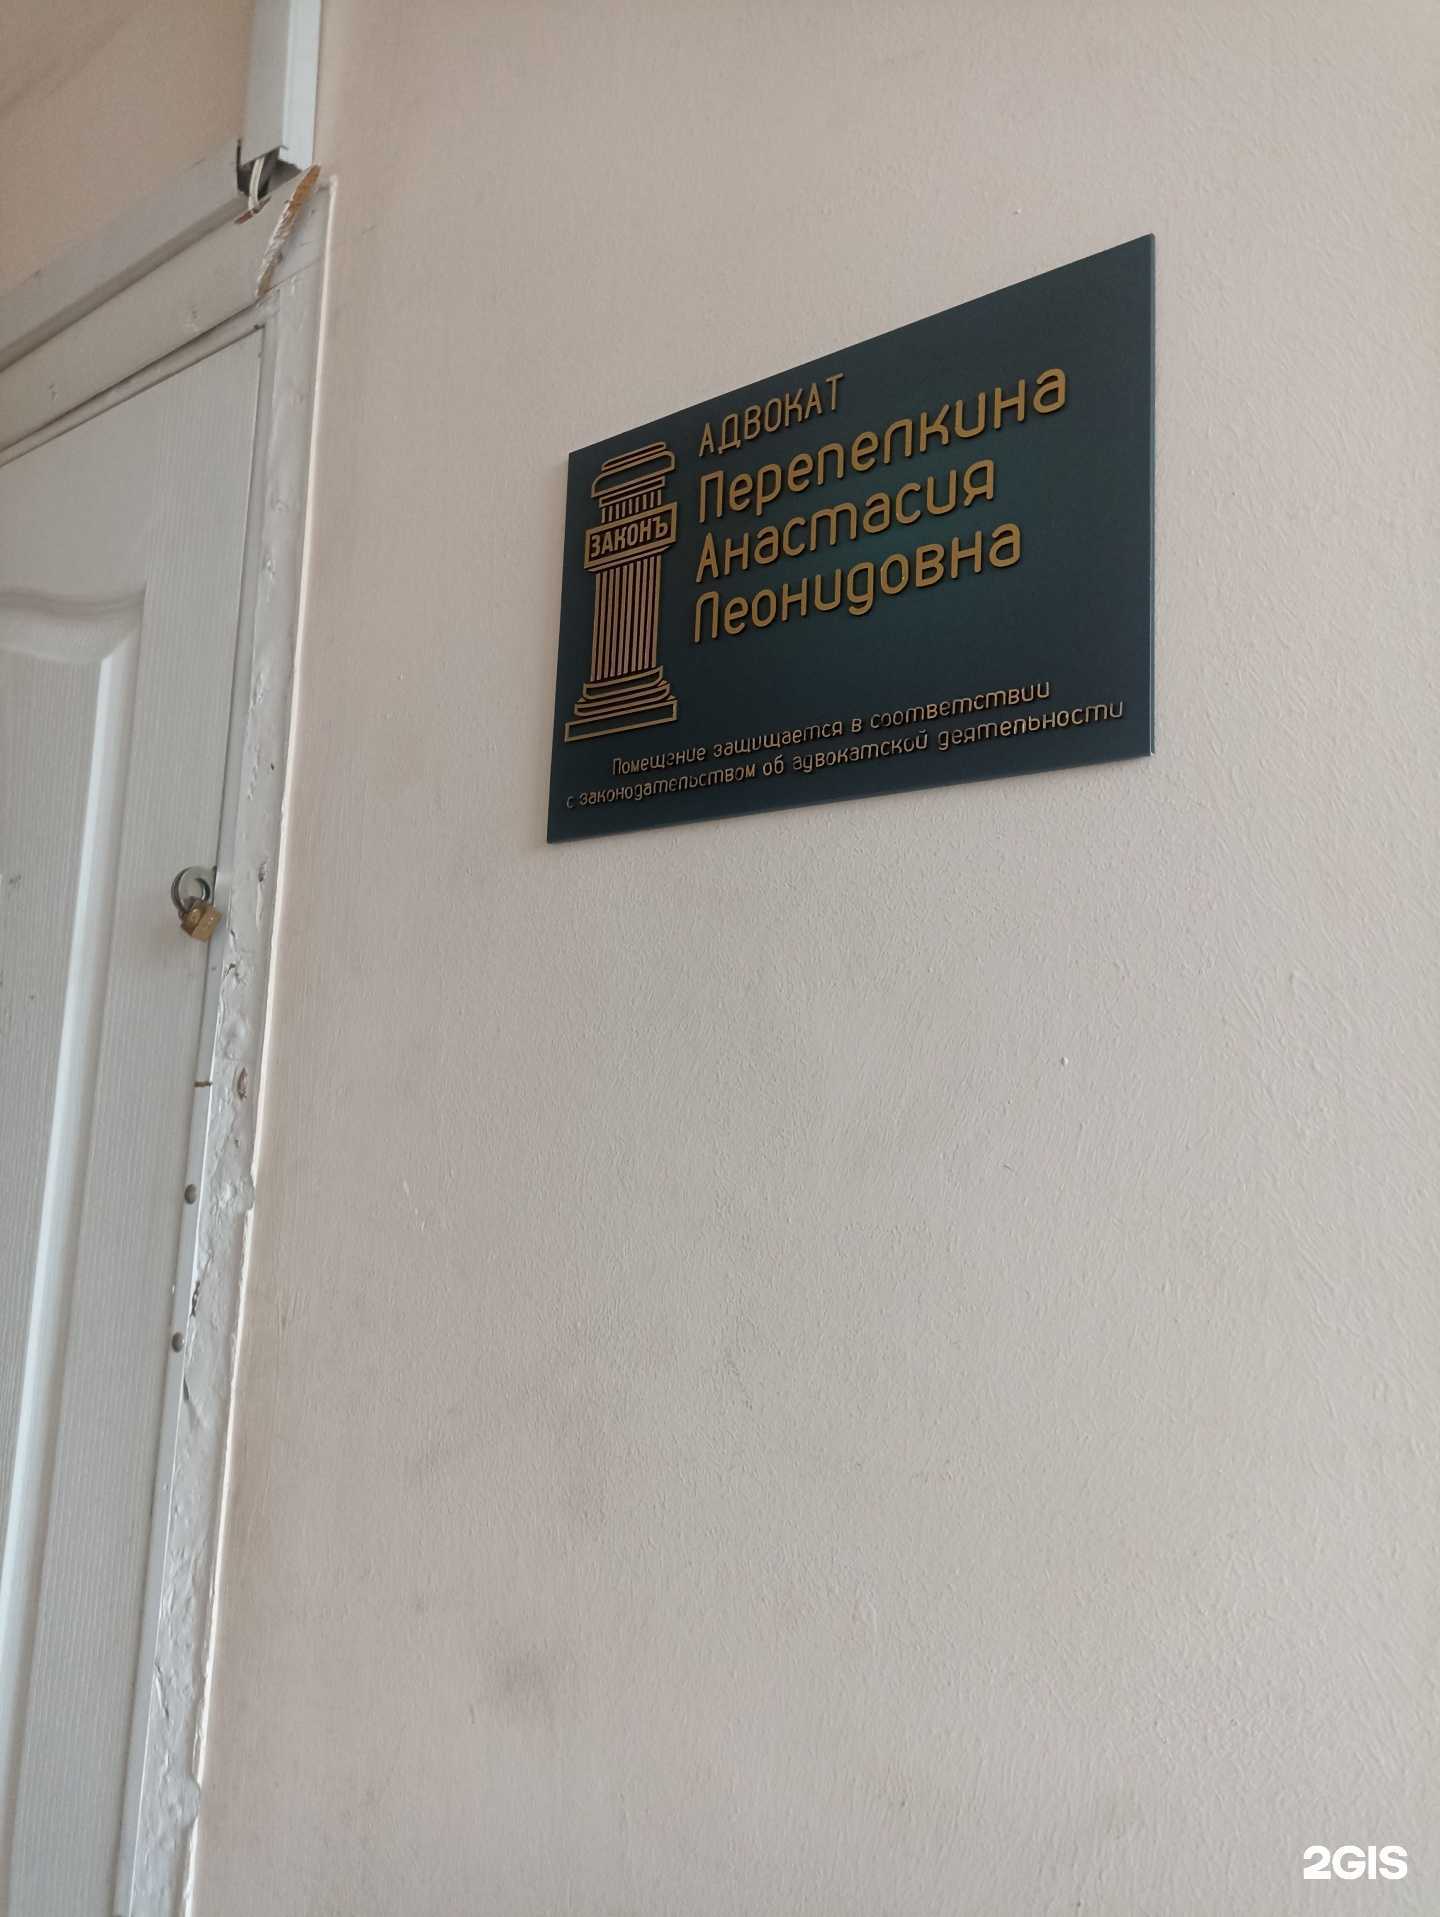 АДВОКАТ
Перепелкина
Анастасия
Леонидовна
ЗАКОНЪ
Помещение защищается в соответствии
с законодательством об адвокатской деятельности
2GIS